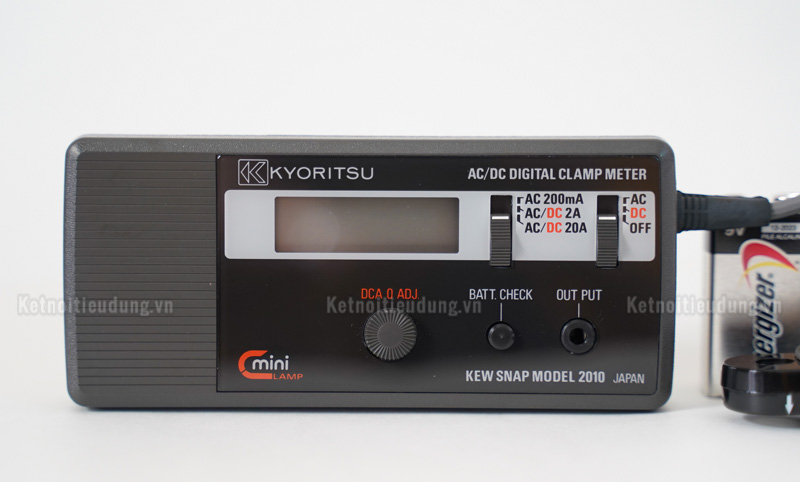 KYORITSU
AC/DC DIGITAL CLAMP METER
AC 200mA
AC/DC 2A
AC/DC 20A
AC
DC
OFF
9V
Energizer
Ketnoitieudung.vn
Ketnoitieudung.vn
Ketnoitieudung.vn
DCA 0 ADJ.
BATT. CHECK
OUT PUT
mini
CLAMP
KEW SNAP MODEL 2010 JAPAN